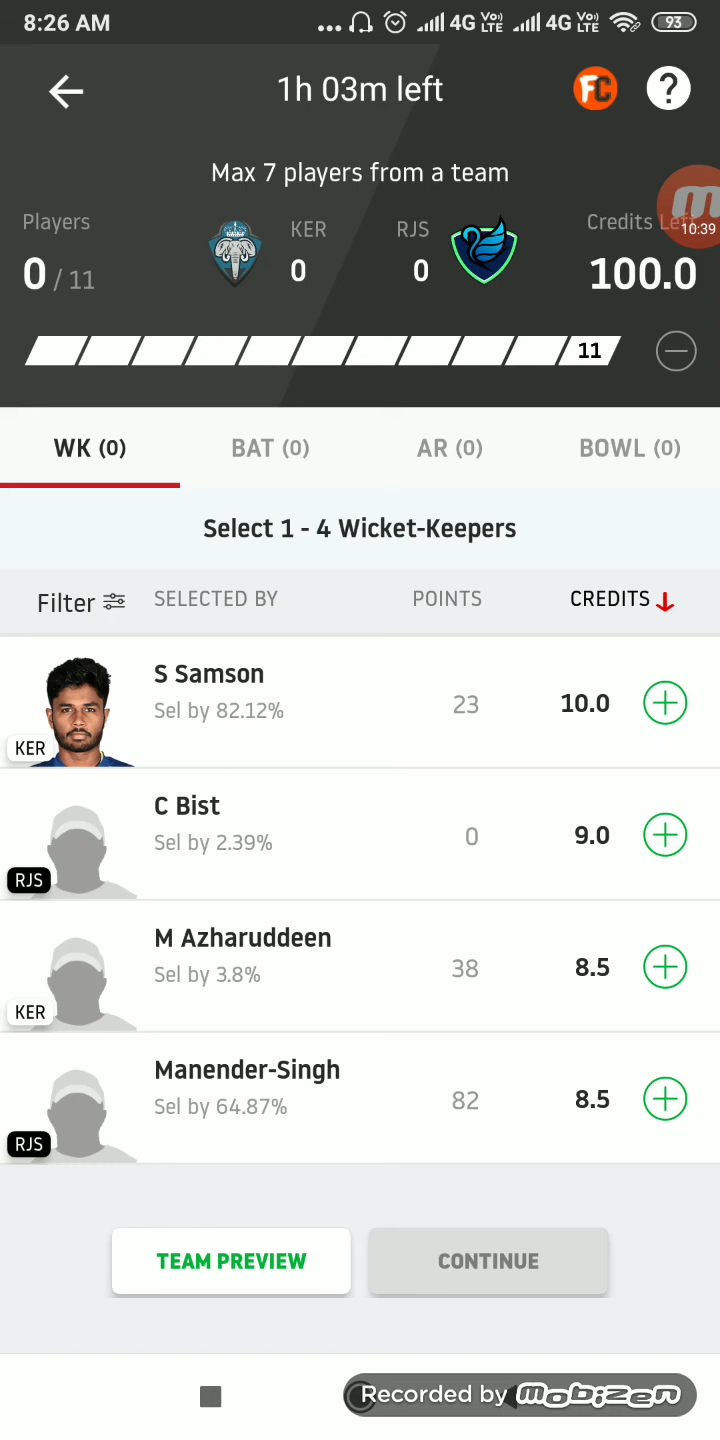 8:26 AM
4G Vo) LTE 4G Vo) LTE 93
1h 03m left
FC ?
Max 7 players from a team
Players KER RJS Credits Left
10:39
0 / 11 0 0 100.0
11
WK (0) BAT (0) AR (0) BOWL (0)
Select 1 - 4 Wicket-Keepers
Filter SELECTED BY POINTS CREDITS
S Samson
Sel by 82.12% 23 10.0
KER
C Bist
Sel by 2.39% 0 9.0
RJS
M Azharuddeen
Sel by 3.8% 38 8.5
KER
Manender-Singh
Sel by 64.87% 82 8.5
RJS
TEAM PREVIEW CONTINUE
Recorded by mobizen